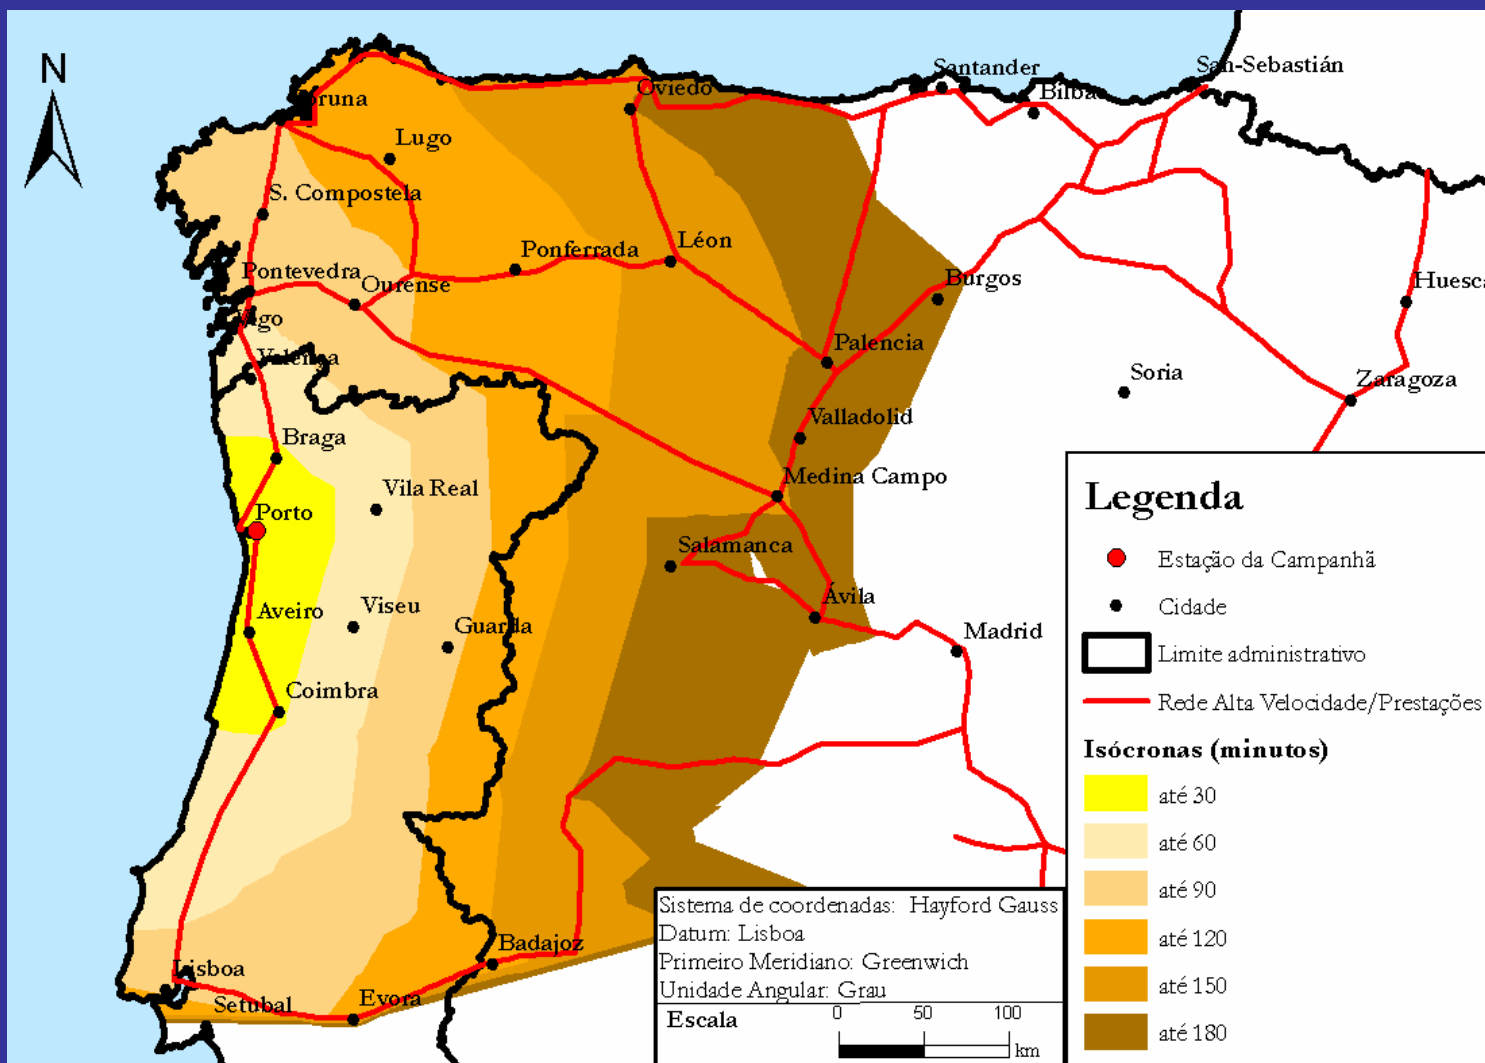 N
Coruna
Lugo
S. Compostela
Pontevedra
Ourense
Vigo
Valença
Ponferrada
Oviedo
Léon
Santander
Bilba
San-Sebastián
Burgos
Palencia
Huesca
Soria
Zaragoza
Valladolid
Medina Campo
Salamanca
Ávila
Madrid
Braga
Vila Real
Porto
Aveiro
Viseu
Guarda
Coimbra
Lisboa
Setubal
Evora
Badajoz
Legenda
Estação da Campanhã
Cidade
Limite administrativo
Rede Alta Velocidade/Prestações
Isócronas (minutos)
até 30
até 60
até 90
até 120
até 150
até 180
Sistema de coordenadas: Hayford Gauss
Datum: Lisboa
Primeiro Meridiano: Greenwich
Unidade Angular: Grau
Escala
0 50 100
km